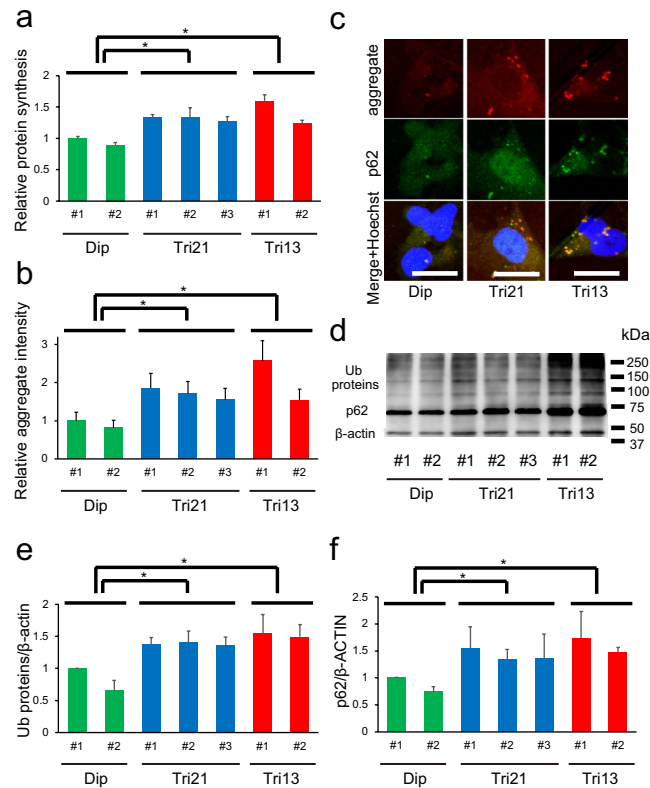 a
*
*
Relative protein synthesis
2
1.5
1
0.5
0
#1 #2 #1 #2 #3 #1 #2
Dip Tri21 Tri13
b
*
*
Relative aggregate intensity
3
2
1
0
#1 #2 #1 #2 #3 #1 #2
Dip Tri21 Tri13
c
aggregate
p62
Merge+Hoechst
Dip Tri21 Tri13
d
kDa
Ub
proteins
p62
β-actin
250
150
100
75
50
37
#1 #2 #1 #2 #3 #1 #2
Dip Tri21 Tri13
e
*
*
Ub proteins/β-actin
2
1.5
1
0.5
0
#1 #2 #1 #2 #3 #1 #2
Dip Tri21 Tri13
f
*
*
p62/β-ACTIN
2.5
2
1.5
1
0.5
0
#1 #2 #1 #2 #3 #1 #2
Dip Tri21 Tri13